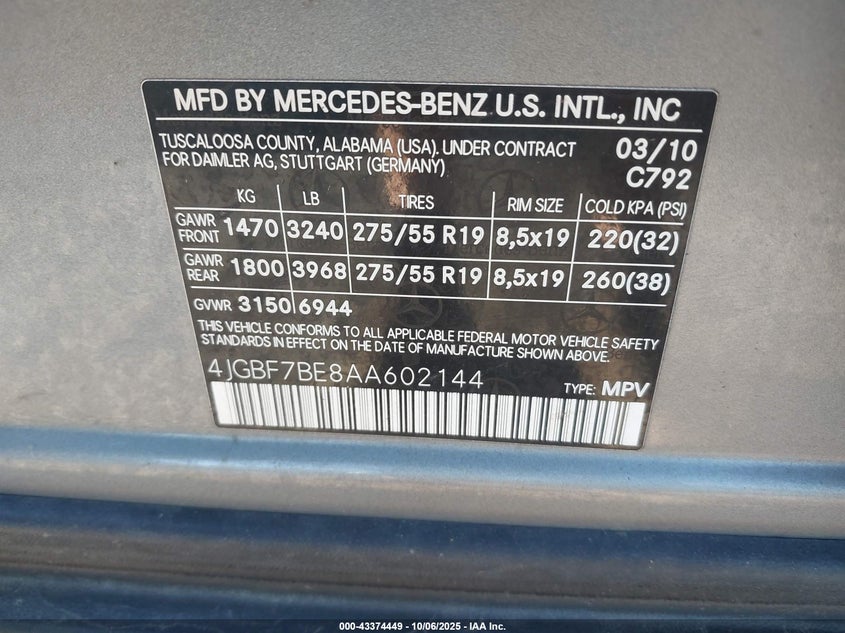 MFD BY MERCEDES-BENZ U.S. INTL., INC
TUSCALOOSA COUNTY, ALABAMA (USA). UNDER CONTRACT
FOR DAIMLER AG, STUTTGART (GERMANY)
03/10
C792
KG LB TIRES RIM SIZE COLD KPA (PSI)
GAWR FRONT 1470 3240 275/55 R19 8,5x19 220(32)
GAWR REAR 1800 3968 275/55 R19 8,5x19 260(38)
GVWR 3150 6944
THIS VEHICLE CONFORMS TO ALL APPLICABLE FEDERAL MOTOR VEHICLE SAFETY
STANDARDS IN EFFECT ON THE DATE OF MANUFACTURE SHOWN ABOVE.
4JGBF7BE8AA602144 TYPE: MPV
000-43374449 - 10/06/2025 - IAA Inc.